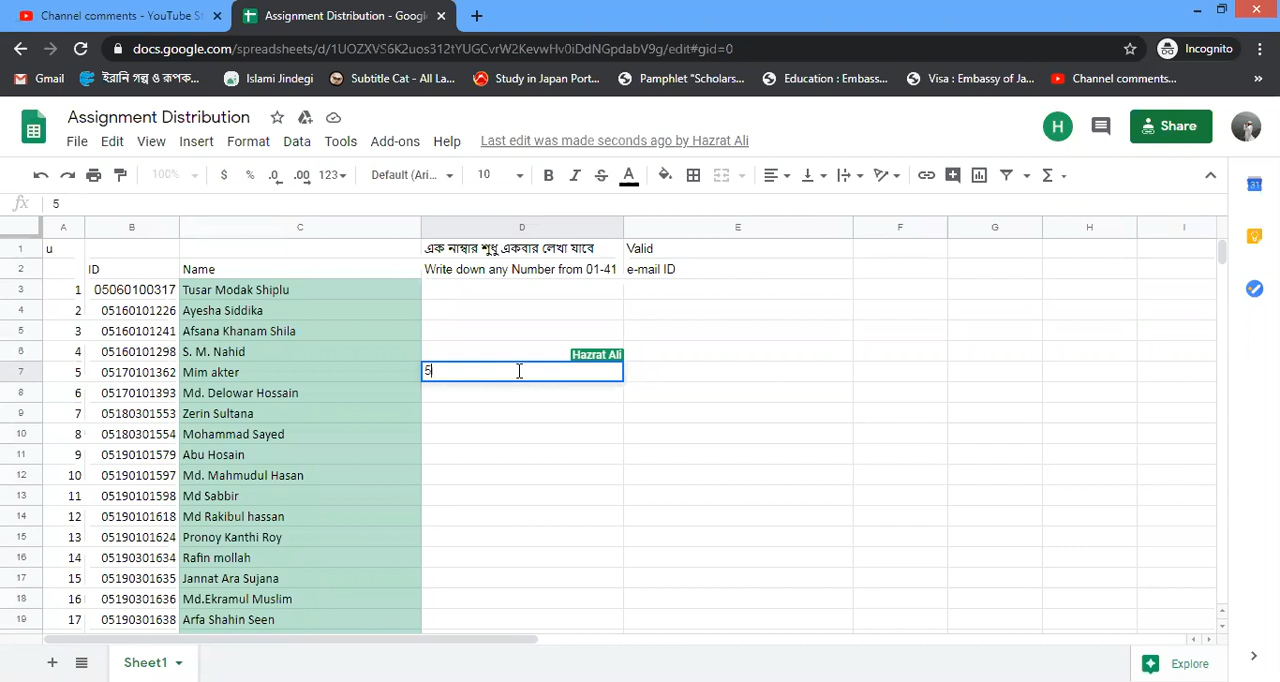 Channel comments - YouTube St
Assignment Distribution - Google
docs.google.com/spreadsheets/d/1UOZXVS6K2uos312tYUGCvrW2KevwHv0iDdNGpdabV9g/edit#gid=0
Incognito
Gmail
ইরানি গল্প ও রূপক...
Islami Jindegi
Subtitle Cat - All La...
Study in Japan Port...
Pamphlet "Scholars...
Education : Embass...
Visa : Embassy of Ja...
Channel comments...
Assignment Distribution
H
Share
File Edit View Insert Format Data Tools Add-ons Help Last edit was made seconds ago by Hazrat Ali
100% $ % .0 .00 123 Default (Ari... 10 B I S A
fx 5
A B C D E F G H I
1 u এক নাম্বার শুধু একবার লেখা যাবে Valid
2 ID Name Write down any Number from 01-41 e-mail ID
3 1 05060100317 Tusar Modak Shiplu
4 2 05160101226 Ayesha Siddika
5 3 05160101241 Afsana Khanam Shila
6 4 05160101298 S. M. Nahid Hazrat Ali
7 5 05170101362 Mim akter 5
8 6 05170101393 Md. Delowar Hossain
9 7 05180301553 Zerin Sultana
10 8 05180301554 Mohammad Sayed
11 9 05190101579 Abu Hosain
12 10 05190101597 Md. Mahmudul Hasan
13 11 05190101598 Md Sabbir
14 12 05190101618 Md Rakibul hassan
15 13 05190101624 Pronoy Kanthi Roy
16 14 05190301634 Rafin mollah
17 15 05190301635 Jannat Ara Sujana
18 16 05190301636 Md.Ekramul Muslim
19 17 05190301638 Arfa Shahin Seen
Sheet1
Explore